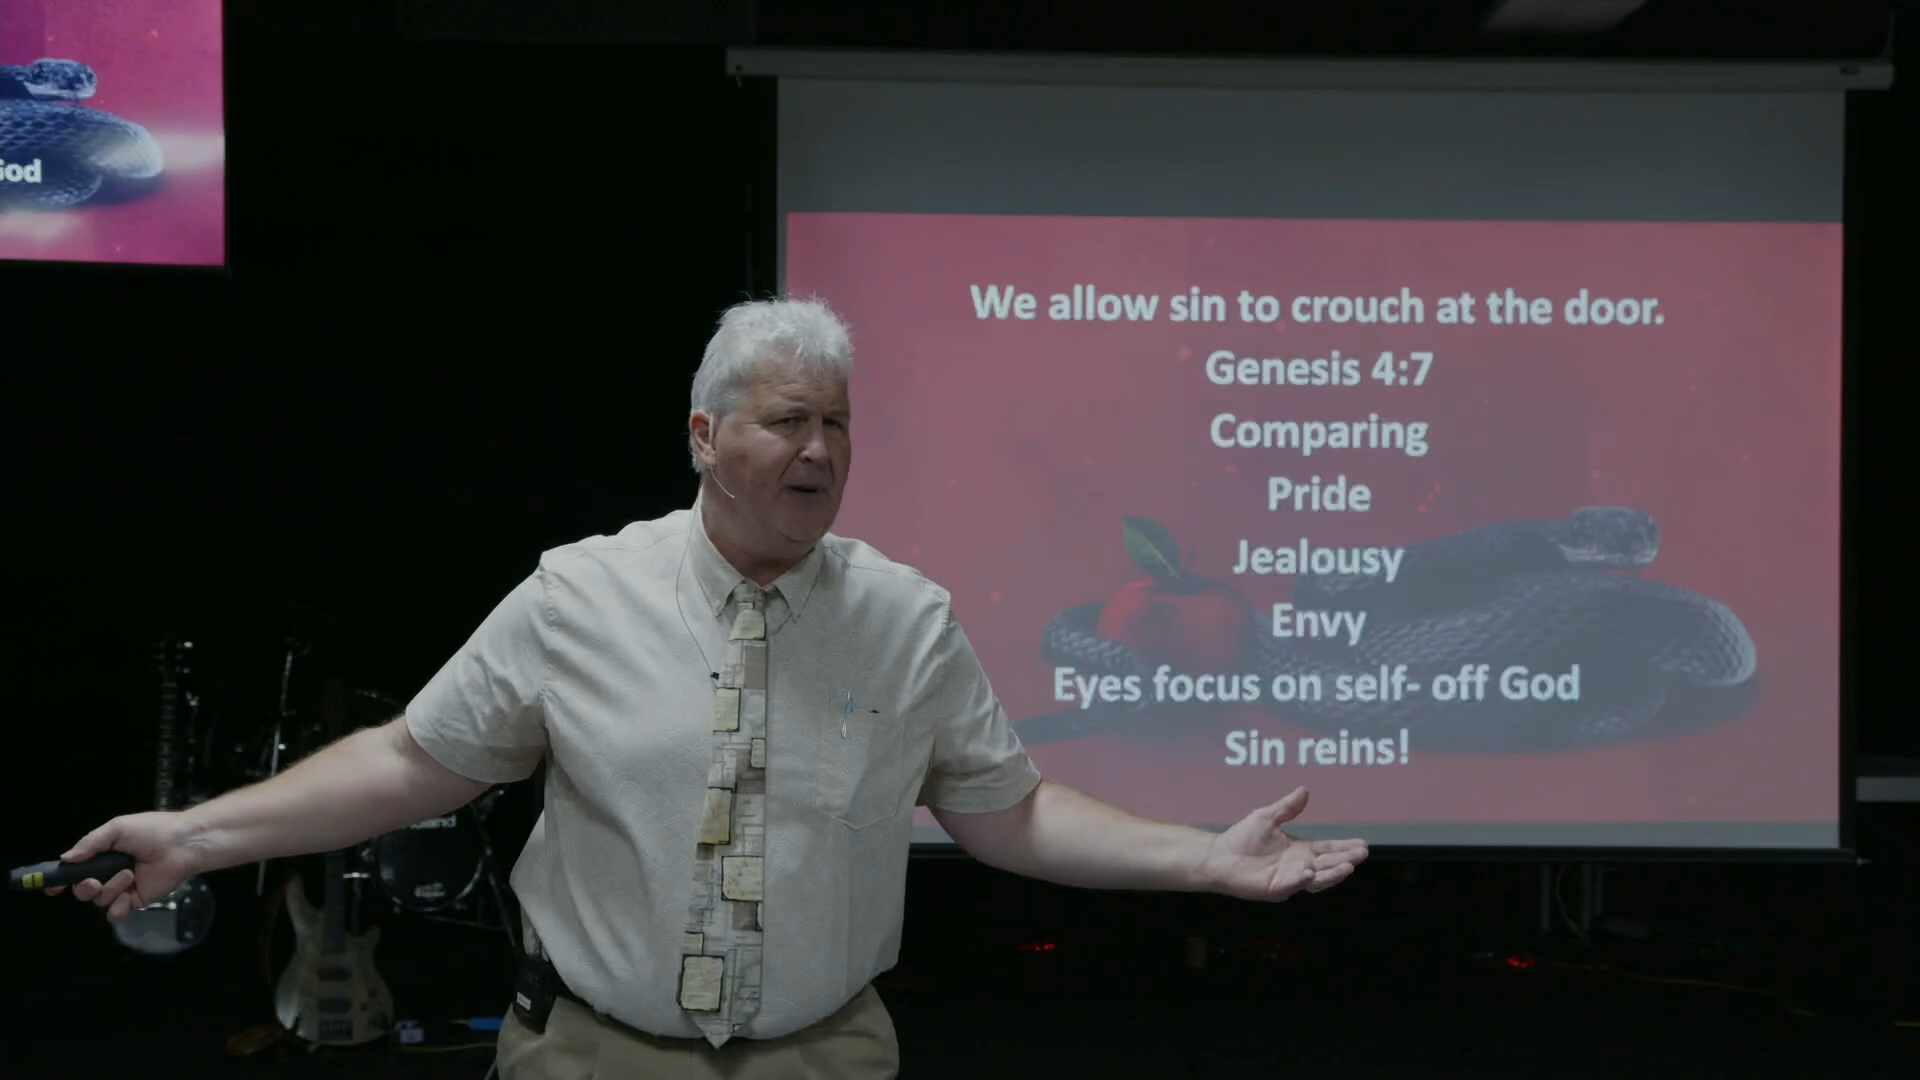 God
We allow sin to crouch at the door.
Genesis 4:7
Comparing
Pride
Jealousy
Envy
Eyes focus on self- off God
Sin reins!